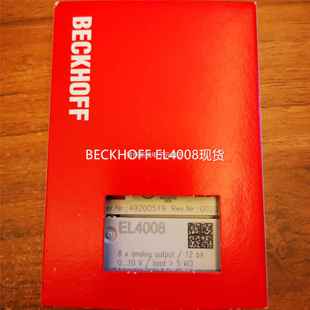 BECKHOFF
BECKHOFF EL4008现货
EL4008
8 x analog output / 12
0..10 V / load > 5 kΩ